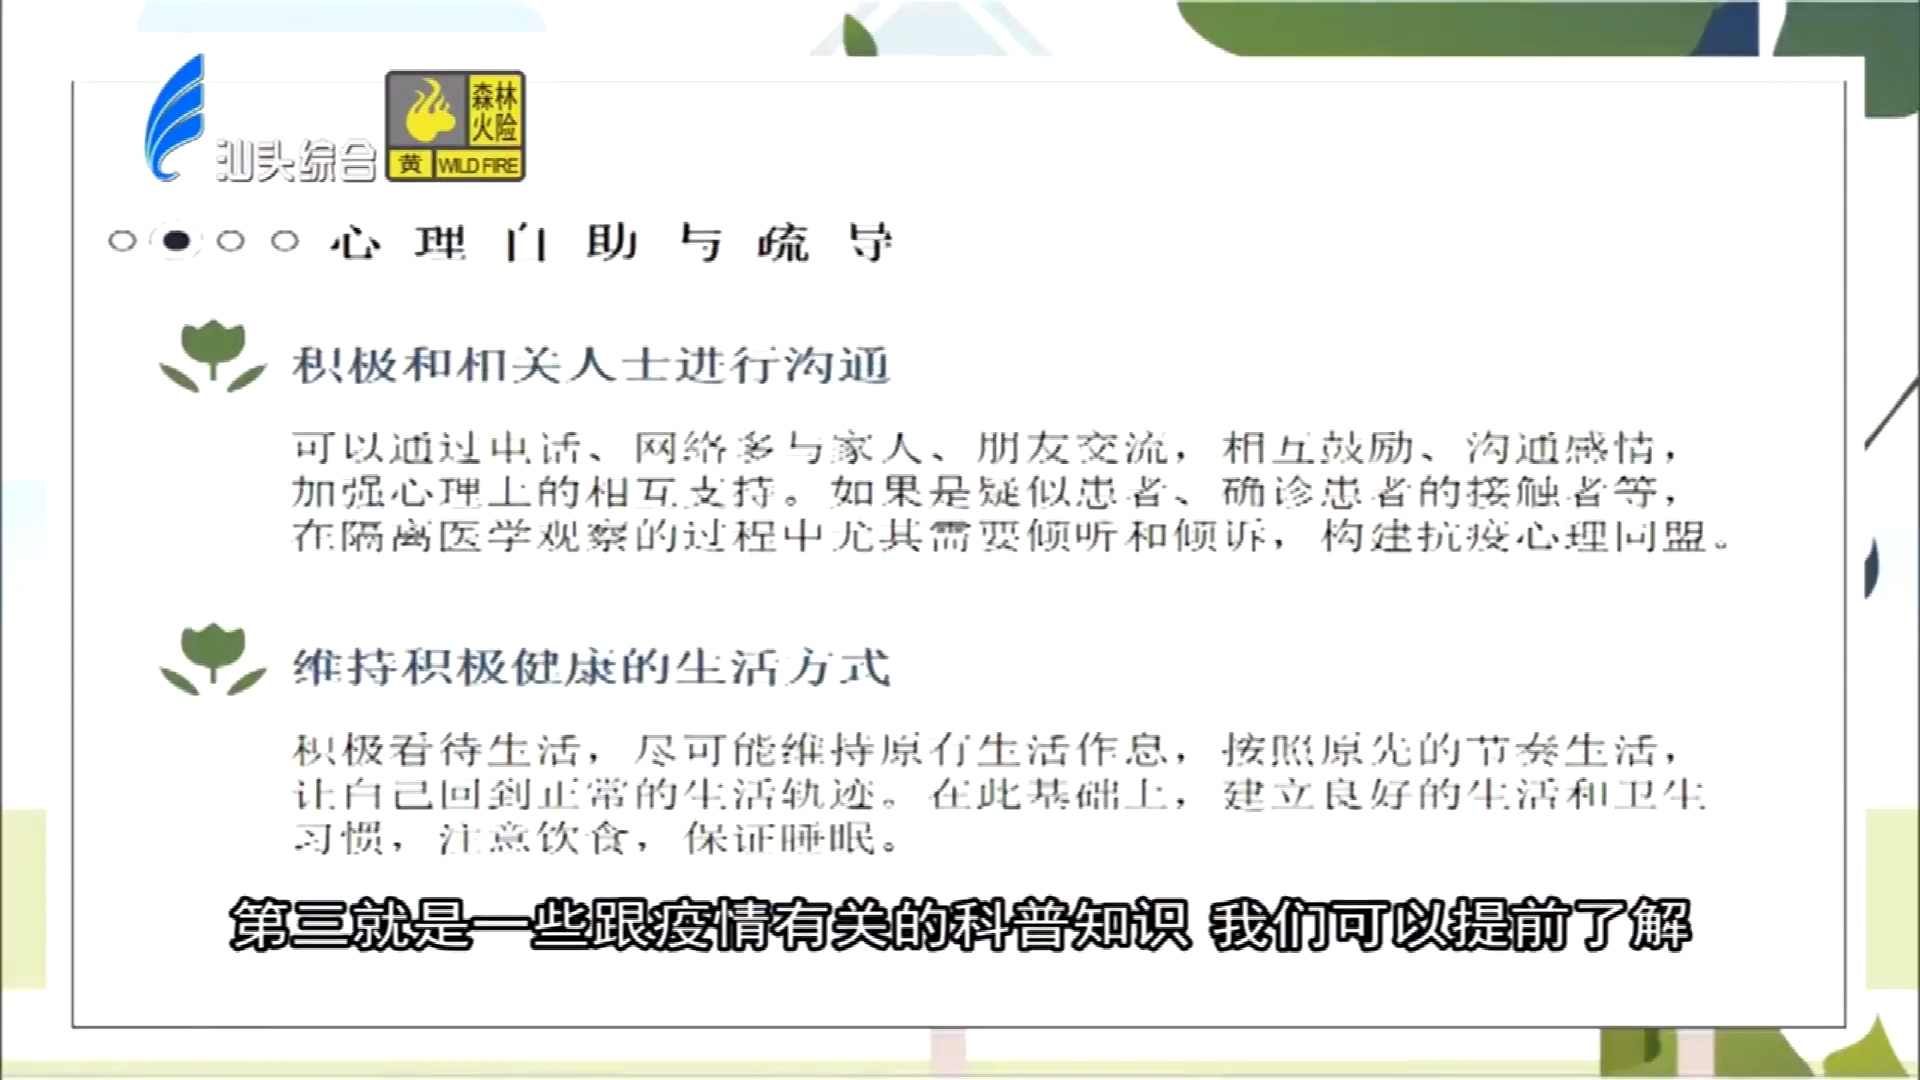 汕头综合
森林
火险
黄 WILD FIRE
心理自助与疏导
积极和相关人士进行沟通
可以通过电话、网络多与家人、朋友交流，相互鼓励、沟通感情，
加强心理上的相互支持。如果是疑似患者、确诊患者的接触者等，
在隔离医学观察的过程中尤其需要倾听和倾诉，构建抗疫心理同盟。
维持积极健康的生活方式
积极看待生活，尽可能维持原有生活作息，按照原先的节奏生活，
让自己回到正常的生活轨迹。在此基础上，建立良好的生活和卫生
习惯，注意饮食，保证睡眠。
第三就是一些跟疫情有关的科普知识 我们可以提前了解